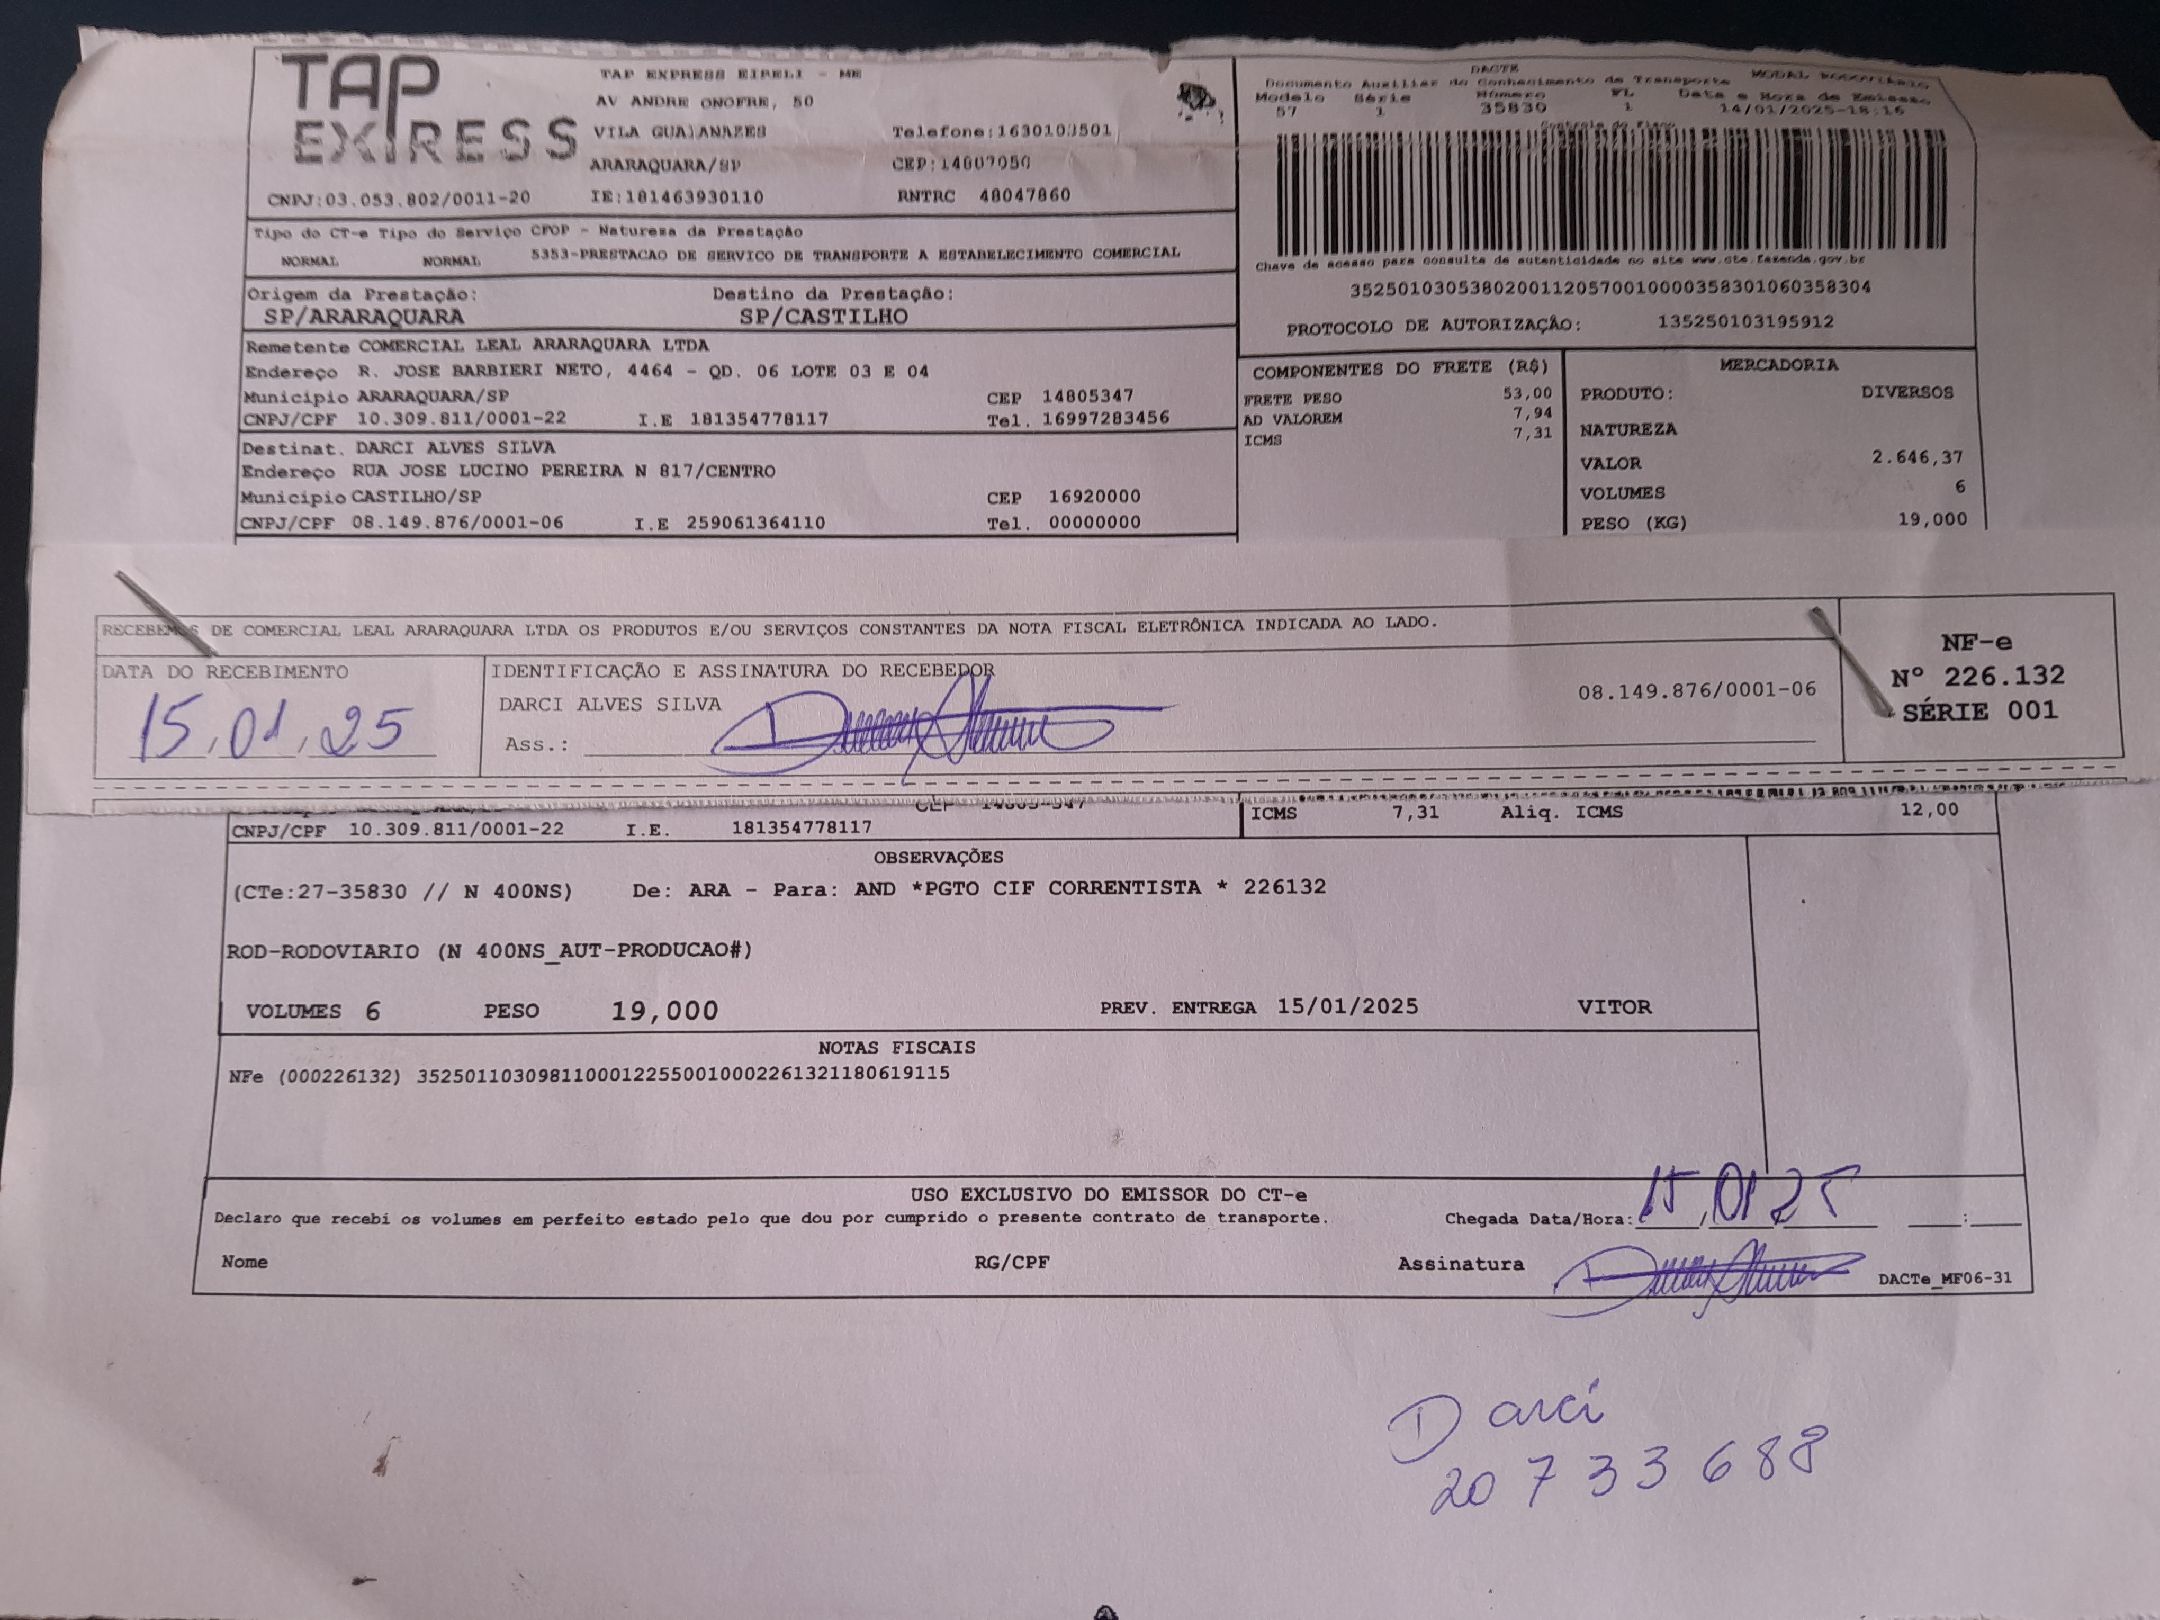 TAP EXPRESS
TAP EXPRESS EIRELI - ME
AV ANDRE ONOFRE, 50
VILA GUAIANAZES Telefone:1630103501
ARARAQUARA/SP CEP:14807050
CNPJ:03.053.802/0011-20 IE:181463930110 RNTRC 48047860
DACTE
Documento Auxiliar do Conhecimento de Transporte MODAL RODOVIÁRIO
Modelo Série Número FL Data e Hora de Emissão
57 1 35830 1 14/01/2025-18:16
Controle do Fisco
Chave de acesso para consulta de autenticidade no site www.cte.fazenda.gov.br
35250103053802001120570010000358301060358304
PROTOCOLO DE AUTORIZAÇÃO: 135250103195912
Tipo do CT-e Tipo do Serviço CFOP - Natureza da Prestação
NORMAL NORMAL 5353-PRESTACAO DE SERVICO DE TRANSPORTE A ESTABELECIMENTO COMERCIAL
Origem da Prestação: Destino da Prestação:
SP/ARARAQUARA SP/CASTILHO
Remetente COMERCIAL LEAL ARARAQUARA LTDA
Endereço R. JOSE BARBIERI NETO, 4464 - QD. 06 LOTE 03 E 04
Município ARARAQUARA/SP CEP 14805347
CNPJ/CPF 10.309.811/0001-22 I.E 181354778117 Tel. 16997283456
Destinat. DARCI ALVES SILVA
Endereço RUA JOSE LUCINO PEREIRA N 817/CENTRO
Município CASTILHO/SP CEP 16920000
CNPJ/CPF 08.149.876/0001-06 I.E 259061364110 Tel. 00000000
COMPONENTES DO FRETE (R$)
FRETE PESO 53,00
AD VALOREM 7,94
ICMS 7,31
MERCADORIA
PRODUTO: DIVERSOS
NATUREZA
VALOR 2.646,37
VOLUMES 6
PESO (KG) 19,000
RECEBEMOS DE COMERCIAL LEAL ARARAQUARA LTDA OS PRODUTOS E/OU SERVIÇOS CONSTANTES DA NOTA FISCAL ELETRÔNICA INDICADA AO LADO.
DATA DO RECEBIMENTO
15,01,25
IDENTIFICAÇÃO E ASSINATURA DO RECEBEDOR
DARCI ALVES SILVA 08.149.876/0001-06
Ass.:
NF-e
Nº 226.132
SÉRIE 001
CEP 14805-347
CNPJ/CPF 10.309.811/0001-22 I.E. 181354778117 ICMS 7,31 Aliq. ICMS 12,00
OBSERVAÇÕES
(CTe:27-35830 // N 400NS) De: ARA - Para: AND *PGTO CIF CORRENTISTA * 226132
ROD-RODOVIARIO (N 400NS_AUT-PRODUCAO#)
VOLUMES 6 PESO 19,000 PREV. ENTREGA 15/01/2025 VITOR
NOTAS FISCAIS
NFe (000226132) 35250110309811000122550010002261321180619115
USO EXCLUSIVO DO EMISSOR DO CT-e
Declaro que recebi os volumes em perfeito estado pelo que dou por cumprido o presente contrato de transporte. Chegada Data/Hora: 15/01/25 :
Nome RG/CPF Assinatura DACTe_MF06-31
Darci
20733688